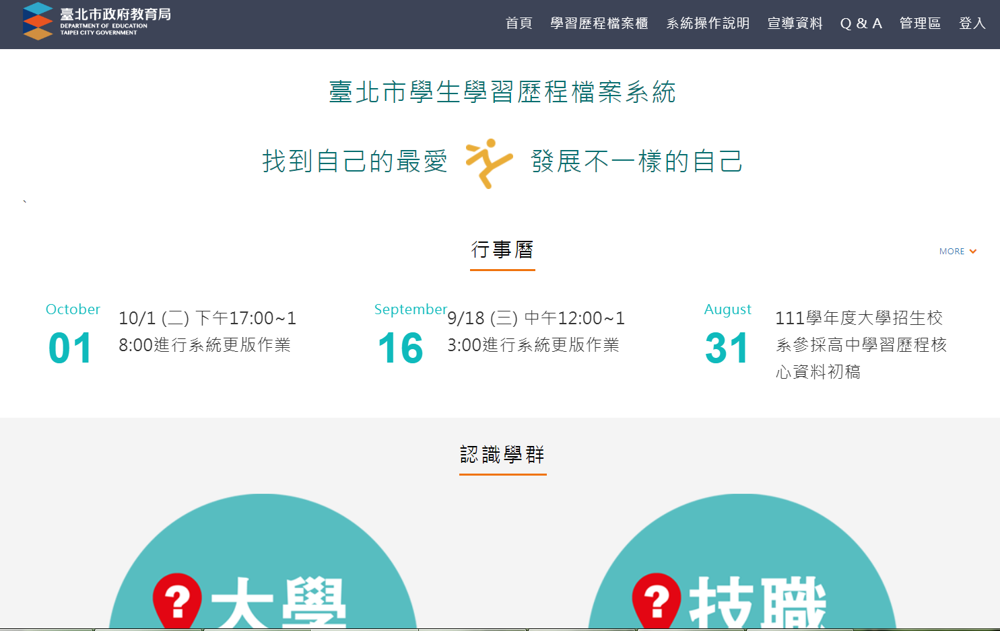 臺北市政府教育局
DEPARTMENT OF EDUCATION
TAIPEI CITY GOVERNMENT
首頁 學習歷程檔案櫃 系統操作說明 宣導資料 Q & A 管理區 登入
臺北市學生學習歷程檔案系統
找到自己的最愛 發展不一樣的自己
`
行事曆
MORE
October
01
10/1 (二) 下午17:00~1
8:00進行系統更版作業
September
16
9/18 (三) 中午12:00~1
3:00進行系統更版作業
August
31
111學年度大學招生校
系參採高中學習歷程核
心資料初稿
認識學群
? 大學
? 技職